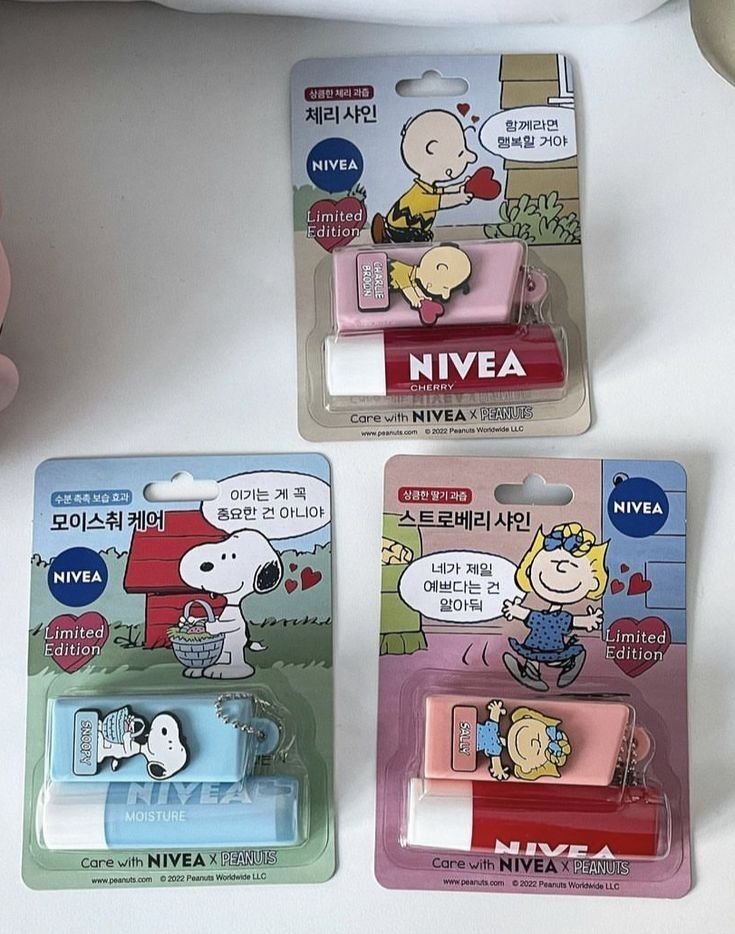 상큼한 체리 과즙
체리 샤인
NIVEA
함께라면
행복할 거야
Limited
Edition
CHARLIE
BROWN
NIVEA
CHERRY
Care with NIVEA X PEANUTS
www.peanuts.com © 2022 Peanuts Worldwide LLC
수분 촉촉 보습 효과
모이스춰 케어
이기는 게 꼭
중요한 건 아니야
NIVEA
Limited
Edition
SNOOPY
NIVEA
MOISTURE
Care with NIVEA X PEANUTS
www.peanuts.com © 2022 Peanuts Worldwide LLC
상큼한 딸기 과즙
스트로베리 샤인
NIVEA
네가 제일
예쁘다는 건
알아둬
Limited
Edition
SALLY
NIVEA
Care with NIVEA X PEANUTS
www.peanuts.com © 2022 Peanuts Worldwide LLC